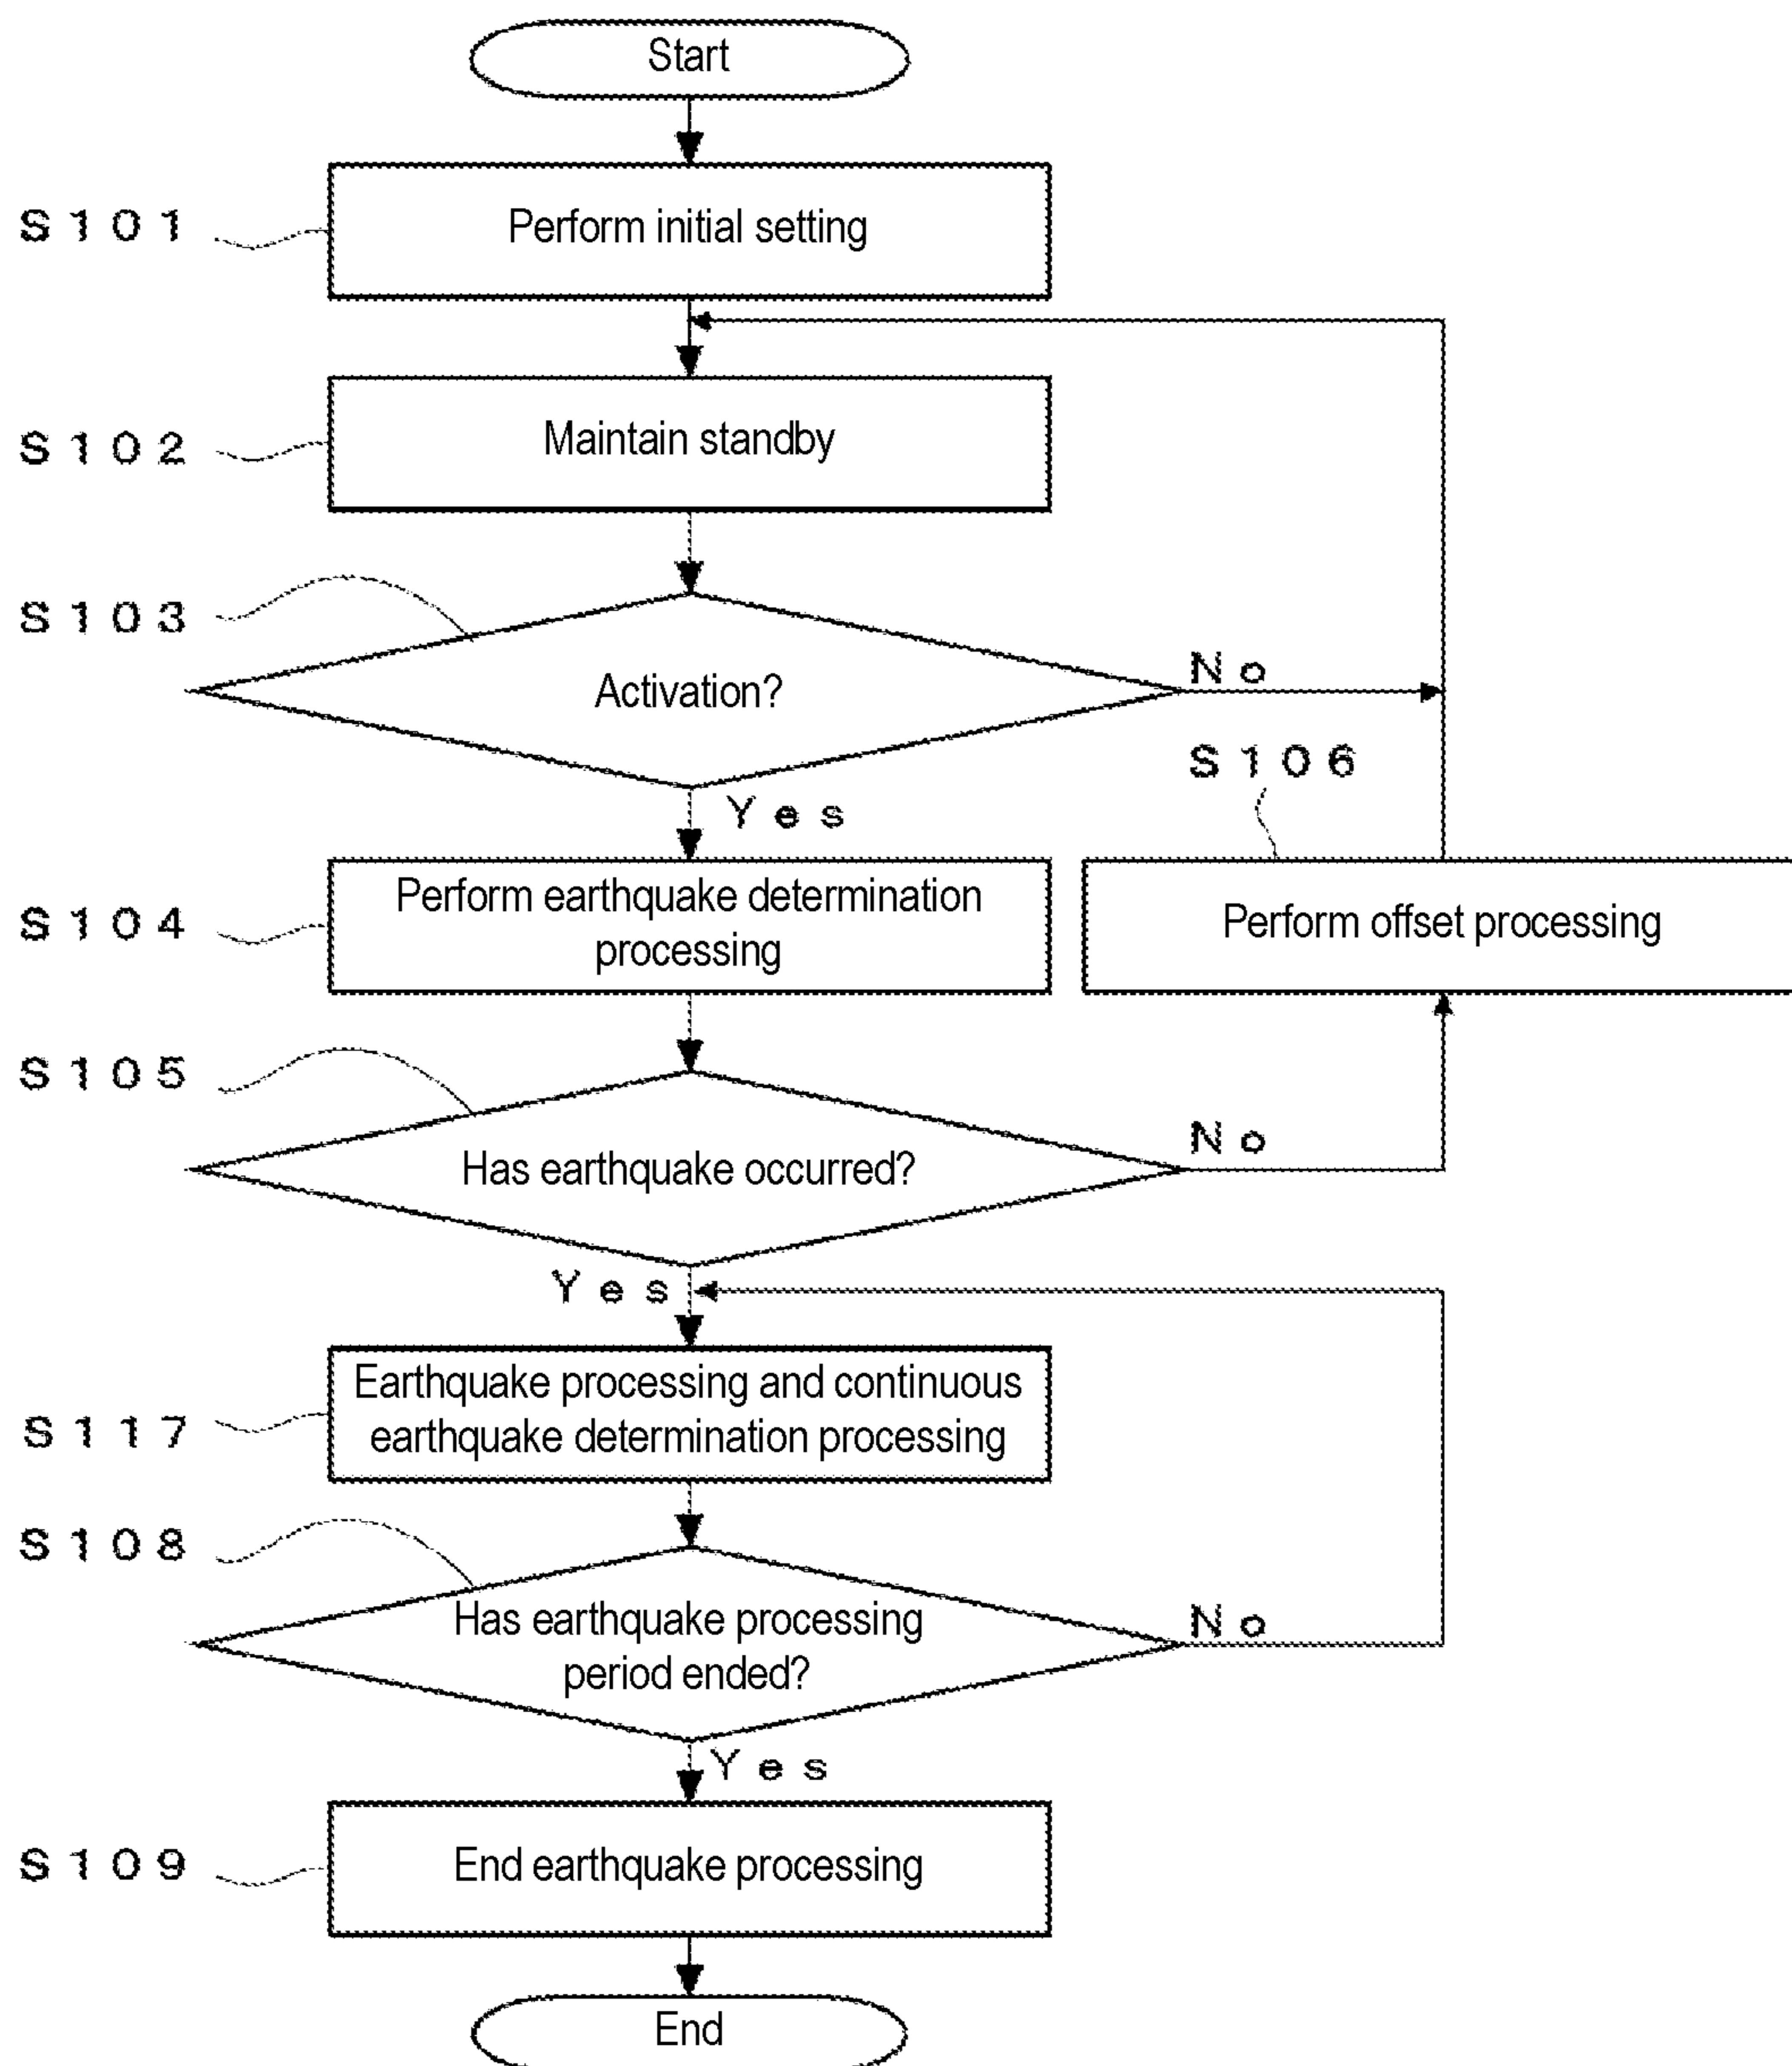 Start
S101
Perform initial setting
S102
Maintain standby
S103
Activation?
No
S106
Yes
S104
Perform earthquake determination
processing
Perform offset processing
S105
Has earthquake occurred?
No
Yes
S117
Earthquake processing and continuous
earthquake determination processing
S108
Has earthquake processing
period ended?
No
Yes
S109
End earthquake processing
End